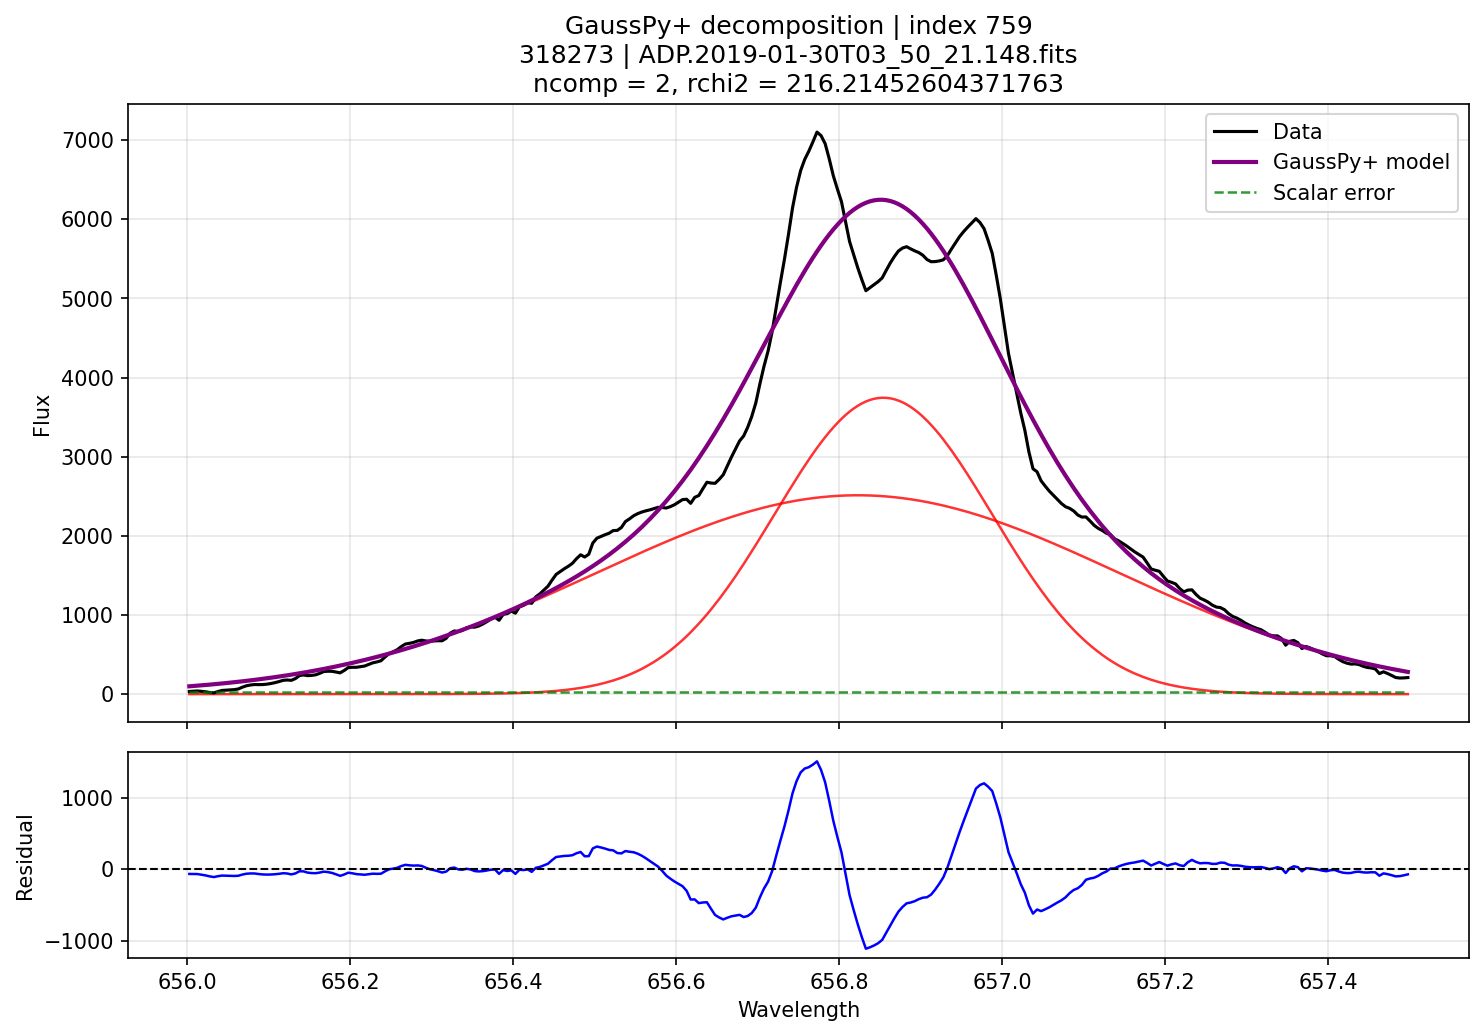 GaussPy+ decomposition | index 759
318273 | ADP.2019-01-30T03_50_21.148.fits
ncomp = 2, rchi2 = 216.21452604371763
Data
GaussPy+ model
Scalar error
7000
6000
5000
4000
3000
2000
1000
0
Flux
1000
0
−1000
Residual
656.0 656.2 656.4 656.6 656.8 657.0 657.2 657.4
Wavelength